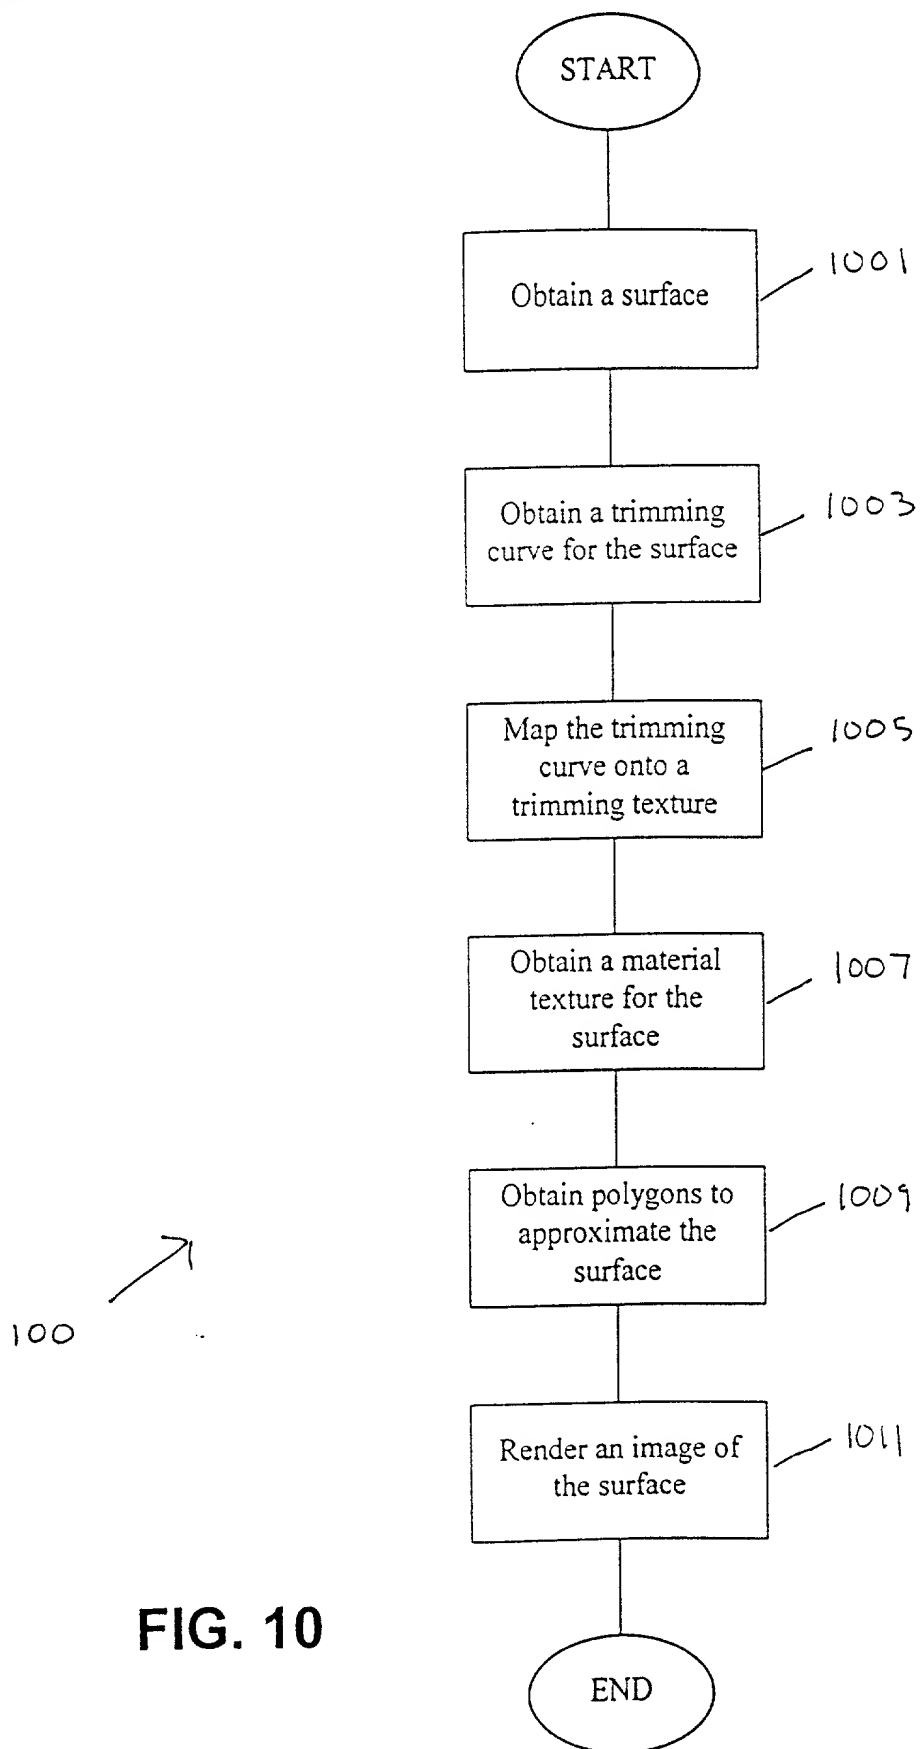 START
Obtain a surface
1001
Obtain a trimming
curve for the surface
1003
Map the trimming
curve onto a
trimming texture
1005
Obtain a material
texture for the
surface
1007
Obtain polygons to
approximate the
surface
1009
100
Render an image of
the surface
1011
FIG. 10
END